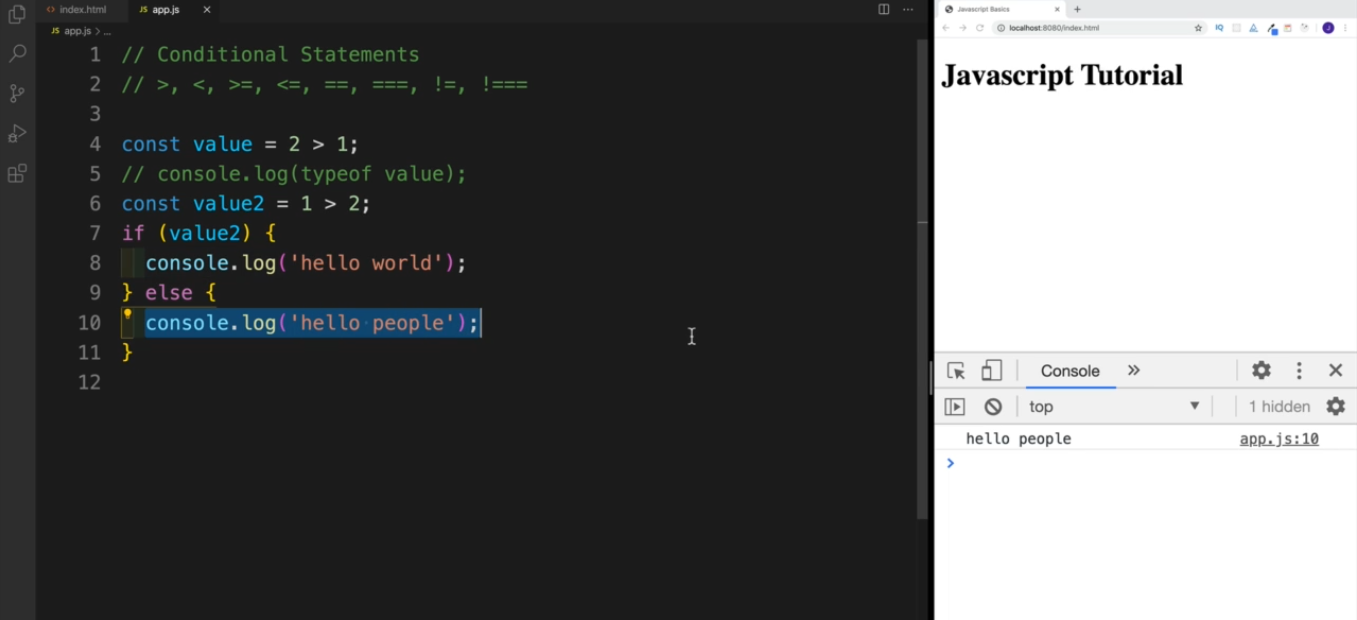 index.html
JS app.js
JS app.js > ...
1 // Conditional Statements
2 // >, <, >=, <=, ==, ===, !=, !===
3
4 const value = 2 > 1;
5 // console.log(typeof value);
6 const value2 = 1 > 2;
7 if (value2) {
8 console.log('hello world');
9 } else {
10 console.log('hello people');
11 }
12
Javascript Basics
localhost:8080/index.html
IQ
J
Javascript Tutorial
Console
top
1 hidden
hello people app.js:10